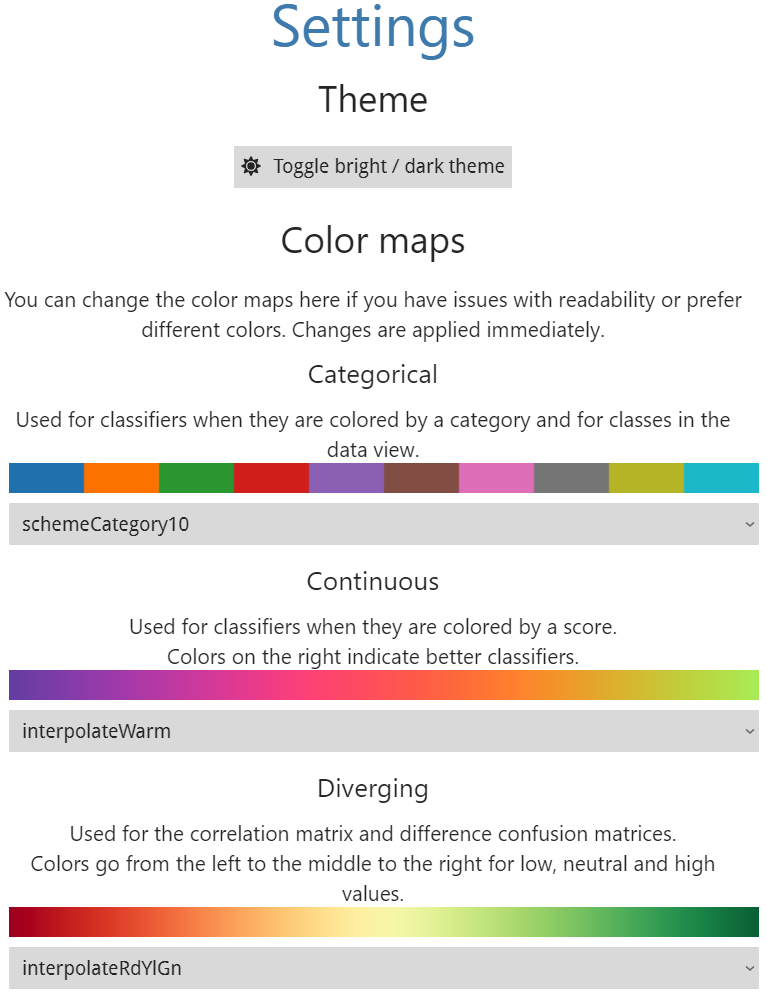 Settings
Theme
Toggle bright / dark theme
Color maps
You can change the color maps here if you have issues with readability or prefer
different colors. Changes are applied immediately.
Categorical
Used for classifiers when they are colored by a category and for classes in the
data view.
schemeCategory10
Continuous
Used for classifiers when they are colored by a score.
Colors on the right indicate better classifiers.
interpolateWarm
Diverging
Used for the correlation matrix and difference confusion matrices.
Colors go from the left to the middle to the right for low, neutral and high
values.
interpolateRdYlGn